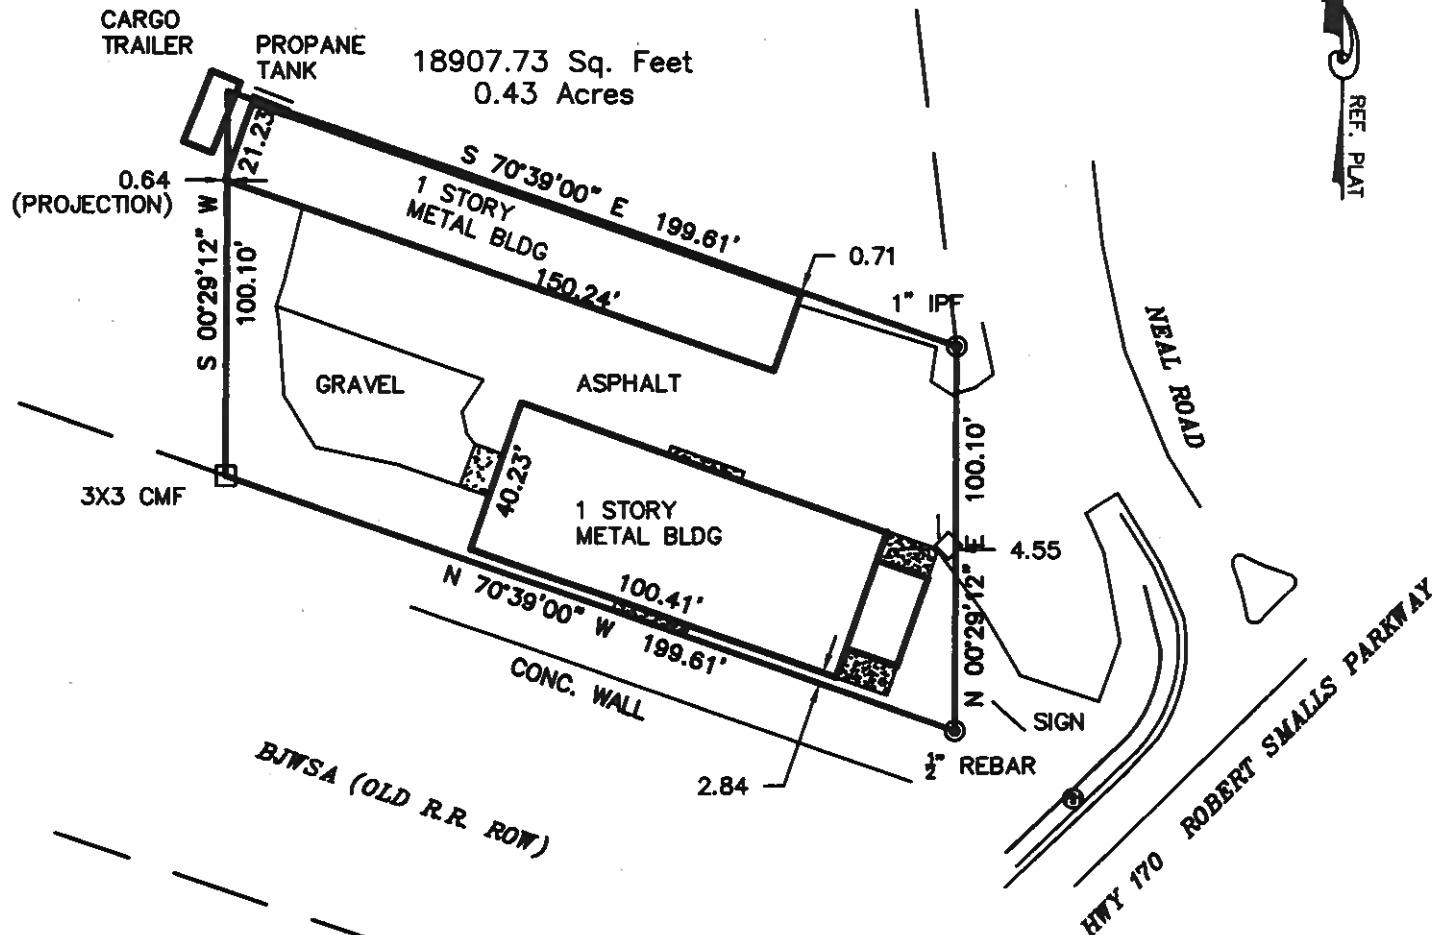 CARGO
TRAILER
PROPANE
TANK
18907.73 Sq. Feet
0.43 Acres
REF. PLAT
21.23'
0.64
(PROJECTION)
S 70°39'00" E 199.61'
1 STORY
METAL BLDG
150.24'
0.71
1" IPF
S 00°29'12" W
100.10'
NEAL ROAD
GRAVEL
ASPHALT
3X3 CMF
40.23'
1 STORY
METAL BLDG
100.10'
N 00°29'12" E
4.55
100.41'
N 70°39'00" W 199.61'
CONC. WALL
SIGN
½" REBAR
2.84
BJWSA (OLD R.R. ROW)
HWY 170 ROBERT SMALLS PARKWAY